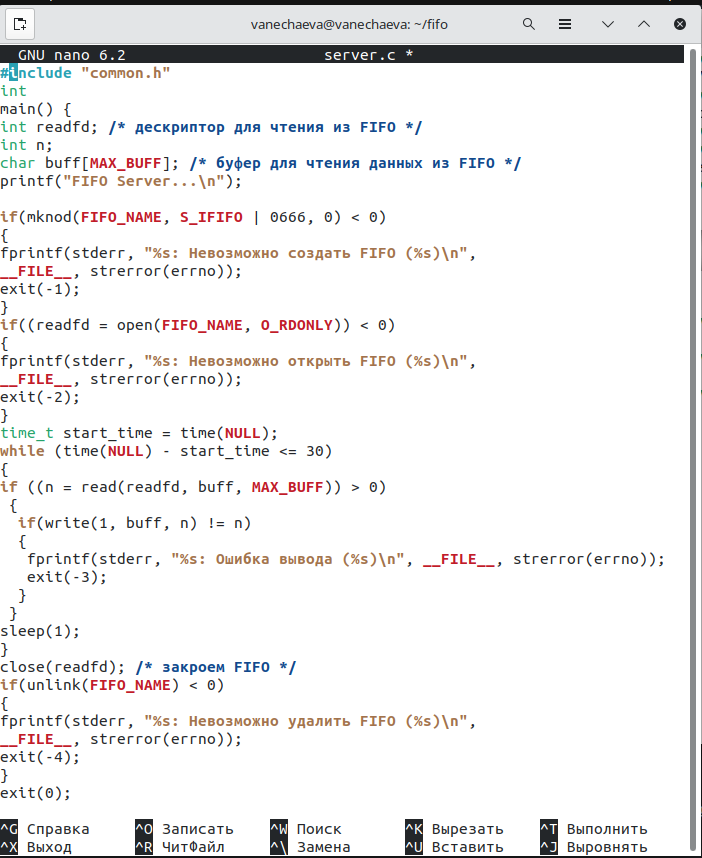 vanechaeva@vanechaeva: ~/fifo
GNU nano 6.2 server.c *
#include "common.h"
int
main() {
int readfd; /* дескриптор для чтения из FIFO */
int n;
char buff[MAX_BUFF]; /* буфер для чтения данных из FIFO */
printf("FIFO Server...\n");

if(mknod(FIFO_NAME, S_IFIFO | 0666, 0) < 0)
{
fprintf(stderr, "%s: Невозможно создать FIFO (%s)\n",
__FILE__, strerror(errno));
exit(-1);
}
if((readfd = open(FIFO_NAME, O_RDONLY)) < 0)
{
fprintf(stderr, "%s: Невозможно открыть FIFO (%s)\n",
__FILE__, strerror(errno));
exit(-2);
}
time_t start_time = time(NULL);
while (time(NULL) - start_time <= 30)
{
if ((n = read(readfd, buff, MAX_BUFF)) > 0)
 {
  if(write(1, buff, n) != n)
  {
   fprintf(stderr, "%s: Ошибка вывода (%s)\n", __FILE__, strerror(errno));
   exit(-3);
  }
 }
sleep(1);
}
close(readfd); /* закроем FIFO */
if(unlink(FIFO_NAME) < 0)
{
fprintf(stderr, "%s: Невозможно удалить FIFO (%s)\n",
__FILE__, strerror(errno));
exit(-4);
}
exit(0);

^G Справка ^O Записать ^W Поиск ^K Вырезать ^T Выполнить
^X Выход ^R ЧитФайл ^\ Замена ^U Вставить ^J Выровнять